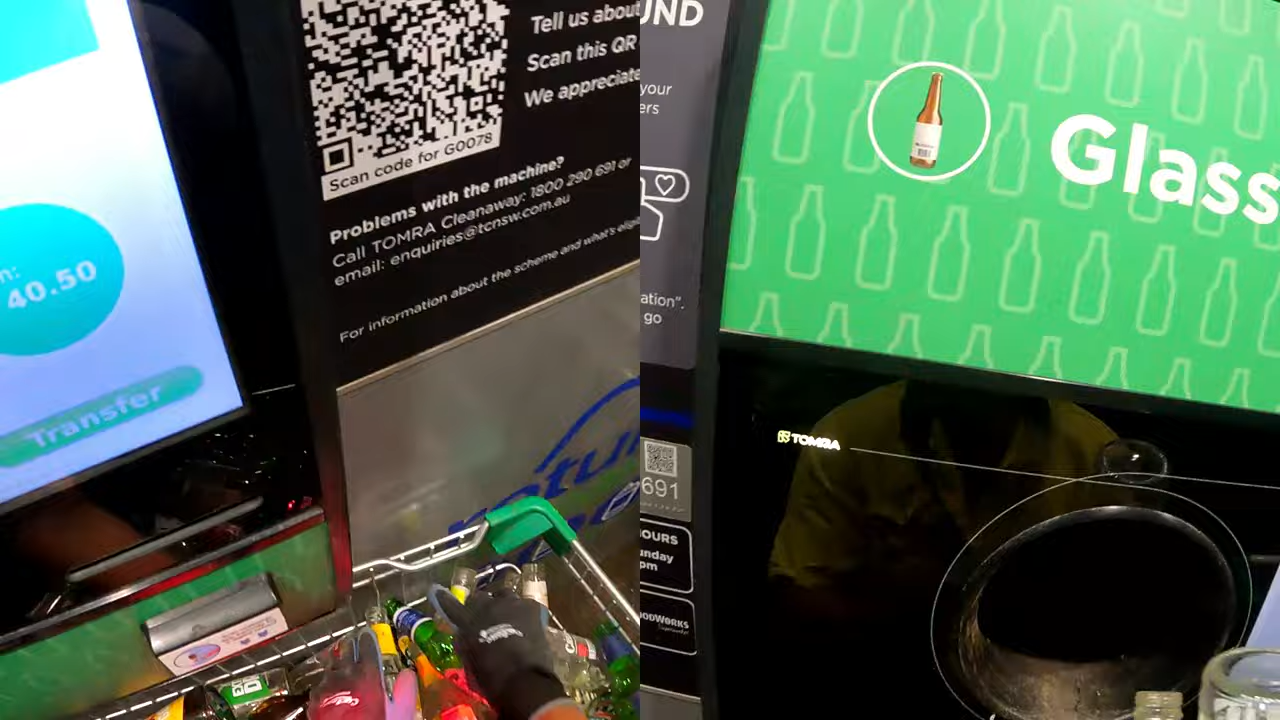 Tell us about
Scan this QR
We appreciate
Scan code for G0078
Problems with the machine?
Call TOMRA Cleanaway: 1800 290 691 or
email: enquiries@tcnsw.com.au
For information about the scheme and what's
n:
40.50
Transfer
UND
your
ers
ation".
go
691
OURS
unday
pm
ODWORKS
Glass
TOMRA